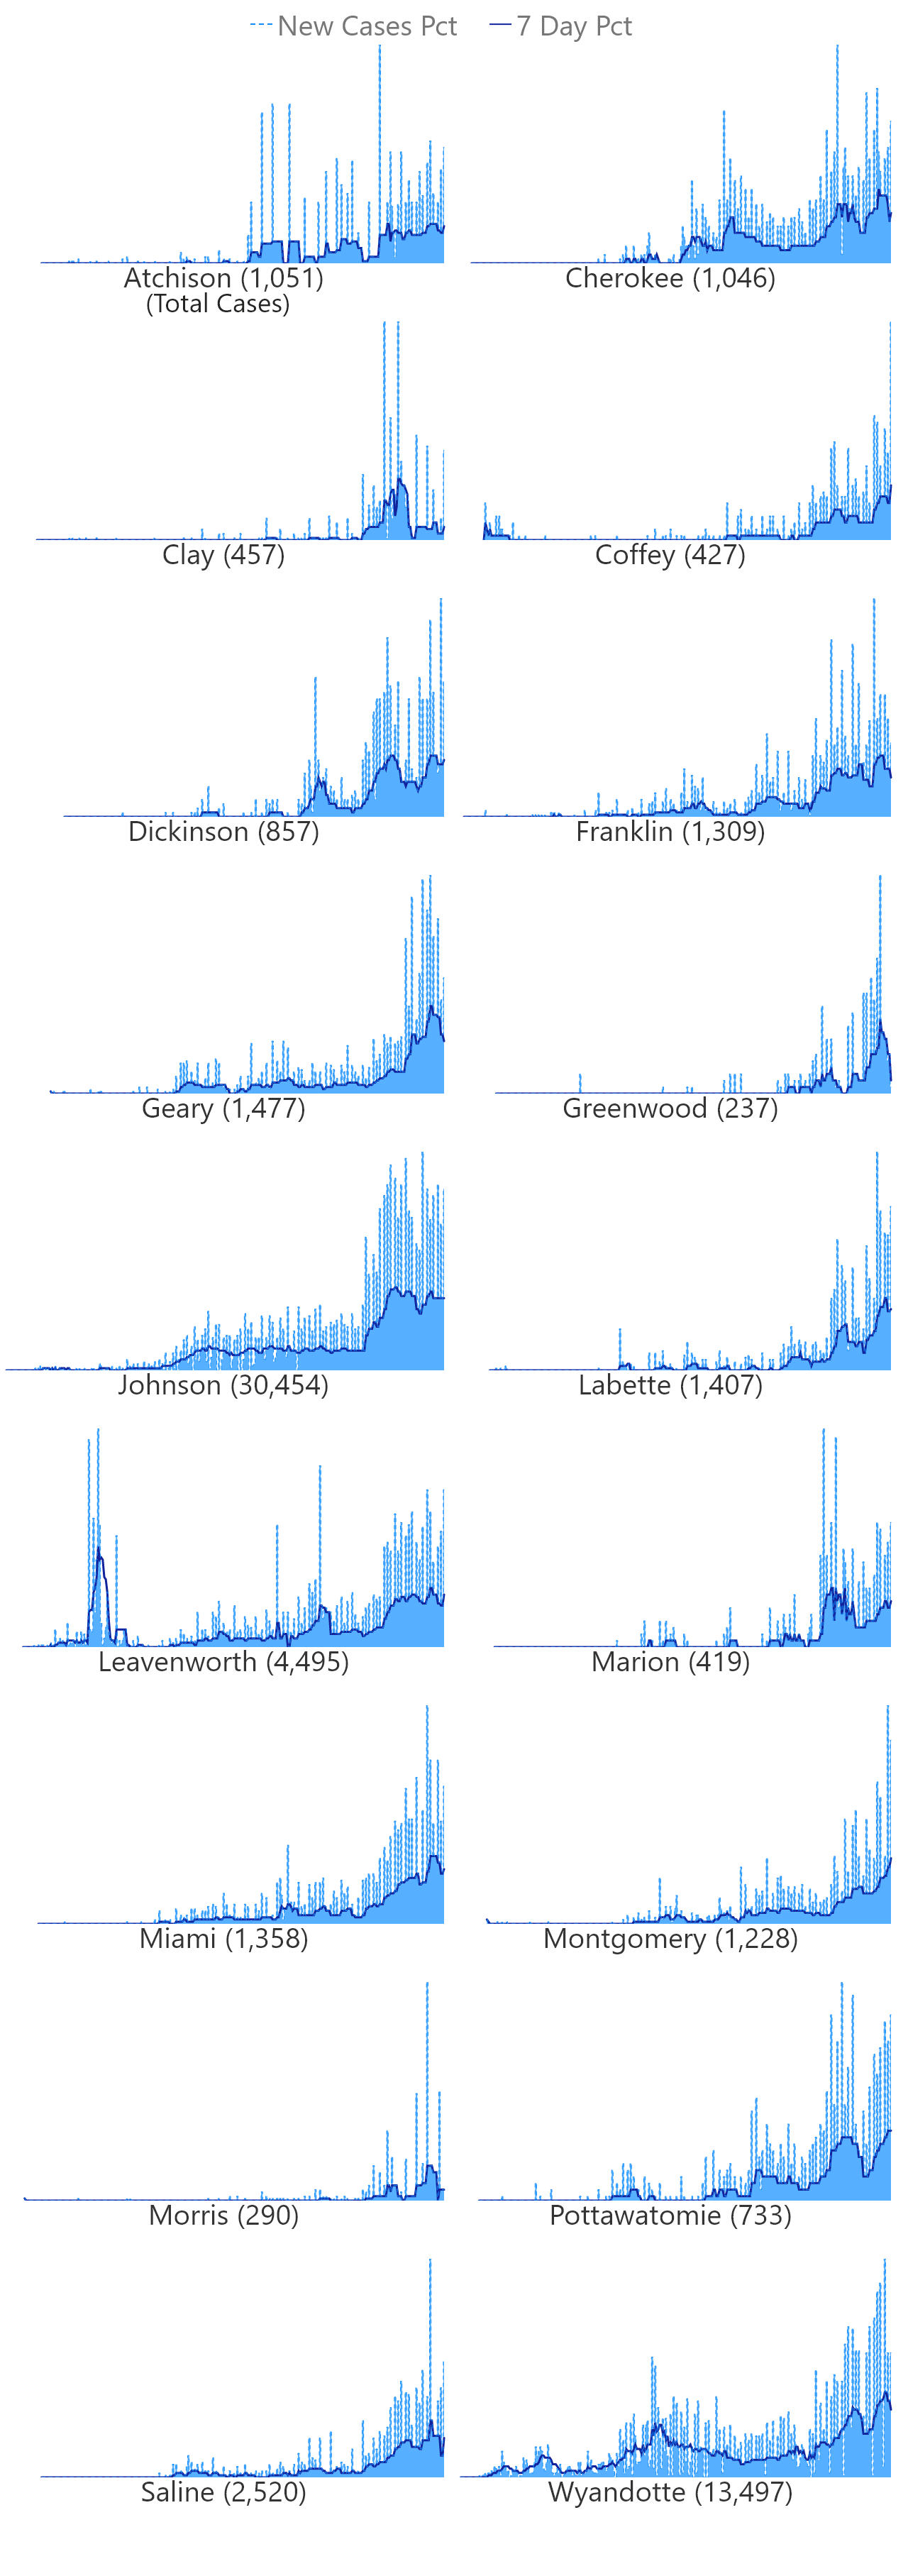 New Cases Pct 7 Day Pct
Atchison (1,051) Cherokee (1,046)
(Total Cases)
Clay (457) Coffey (427)
Dickinson (857) Franklin (1,309)
Geary (1,477) Greenwood (237)
Johnson (30,454) Labette (1,407)
Leavenworth (4,495) Marion (419)
Miami (1,358) Montgomery (1,228)
Morris (290) Pottawatomie (733)
Saline (2,520) Wyandotte (13,497)